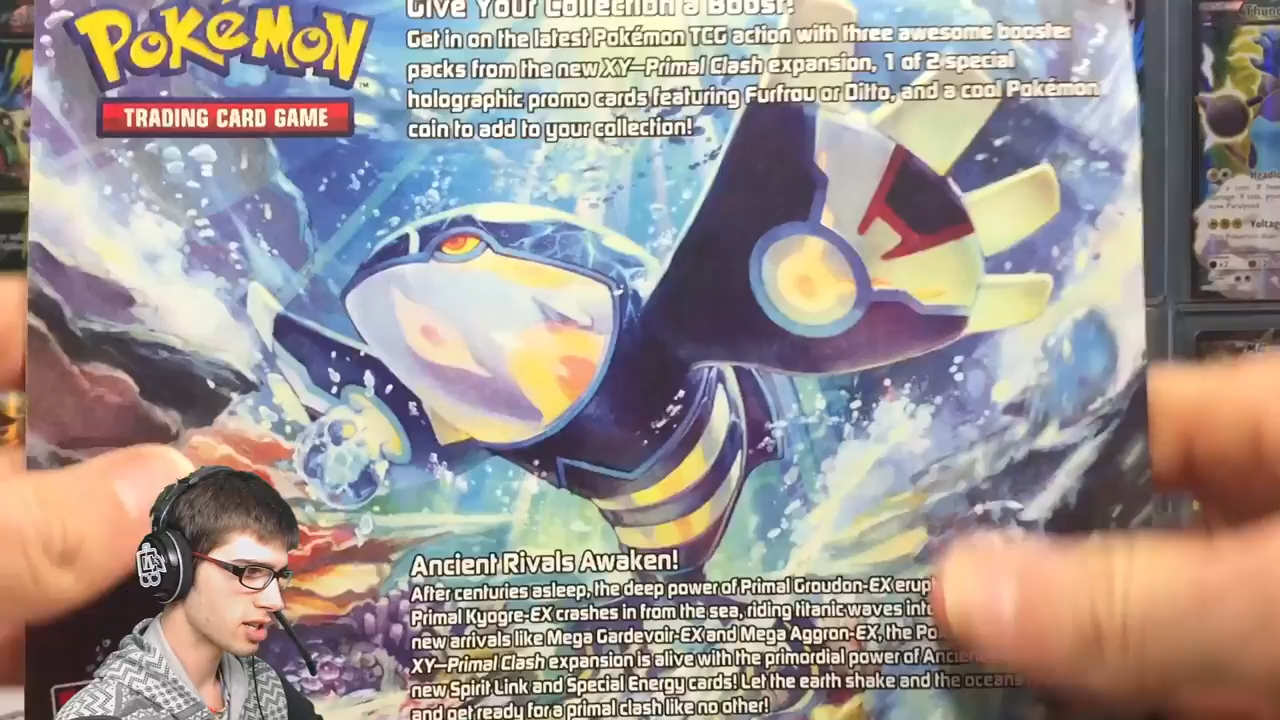 POKéMON
TRADING CARD GAME
Give Your Collection a Boost!
Get in on the latest Pokémon TCG action with three awesome booster
packs from the new XY—Primal Clash expansion, 1 of 2 special
holographic promo cards featuring Furfrou or Ditto, and a cool Pokémon
coin to add to your collection!
Ancient Rivals Awaken!
After centuries asleep, the deep power of Primal Groudon-EX erup
Primal Kyogre-EX crashes in from the sea, riding titanic waves into
new arrivals like Mega Gardevoir-EX and Mega Aggron-EX, the Pok
XY—Primal Clash expansion is alive with the primordial power of Ancien
new Spirit Link and Special Energy cards! Let the earth shake and the oceans
and get ready for a primal clash like no other!